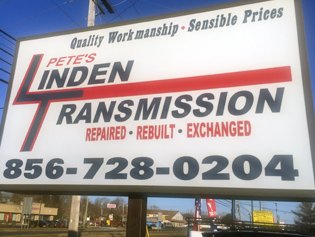 Quality Workmanship • Sensible Prices
PETE'S
LINDEN
TRANSMISSION
REPAIRED • REBUILT • EXCHANGED
856-728-0204